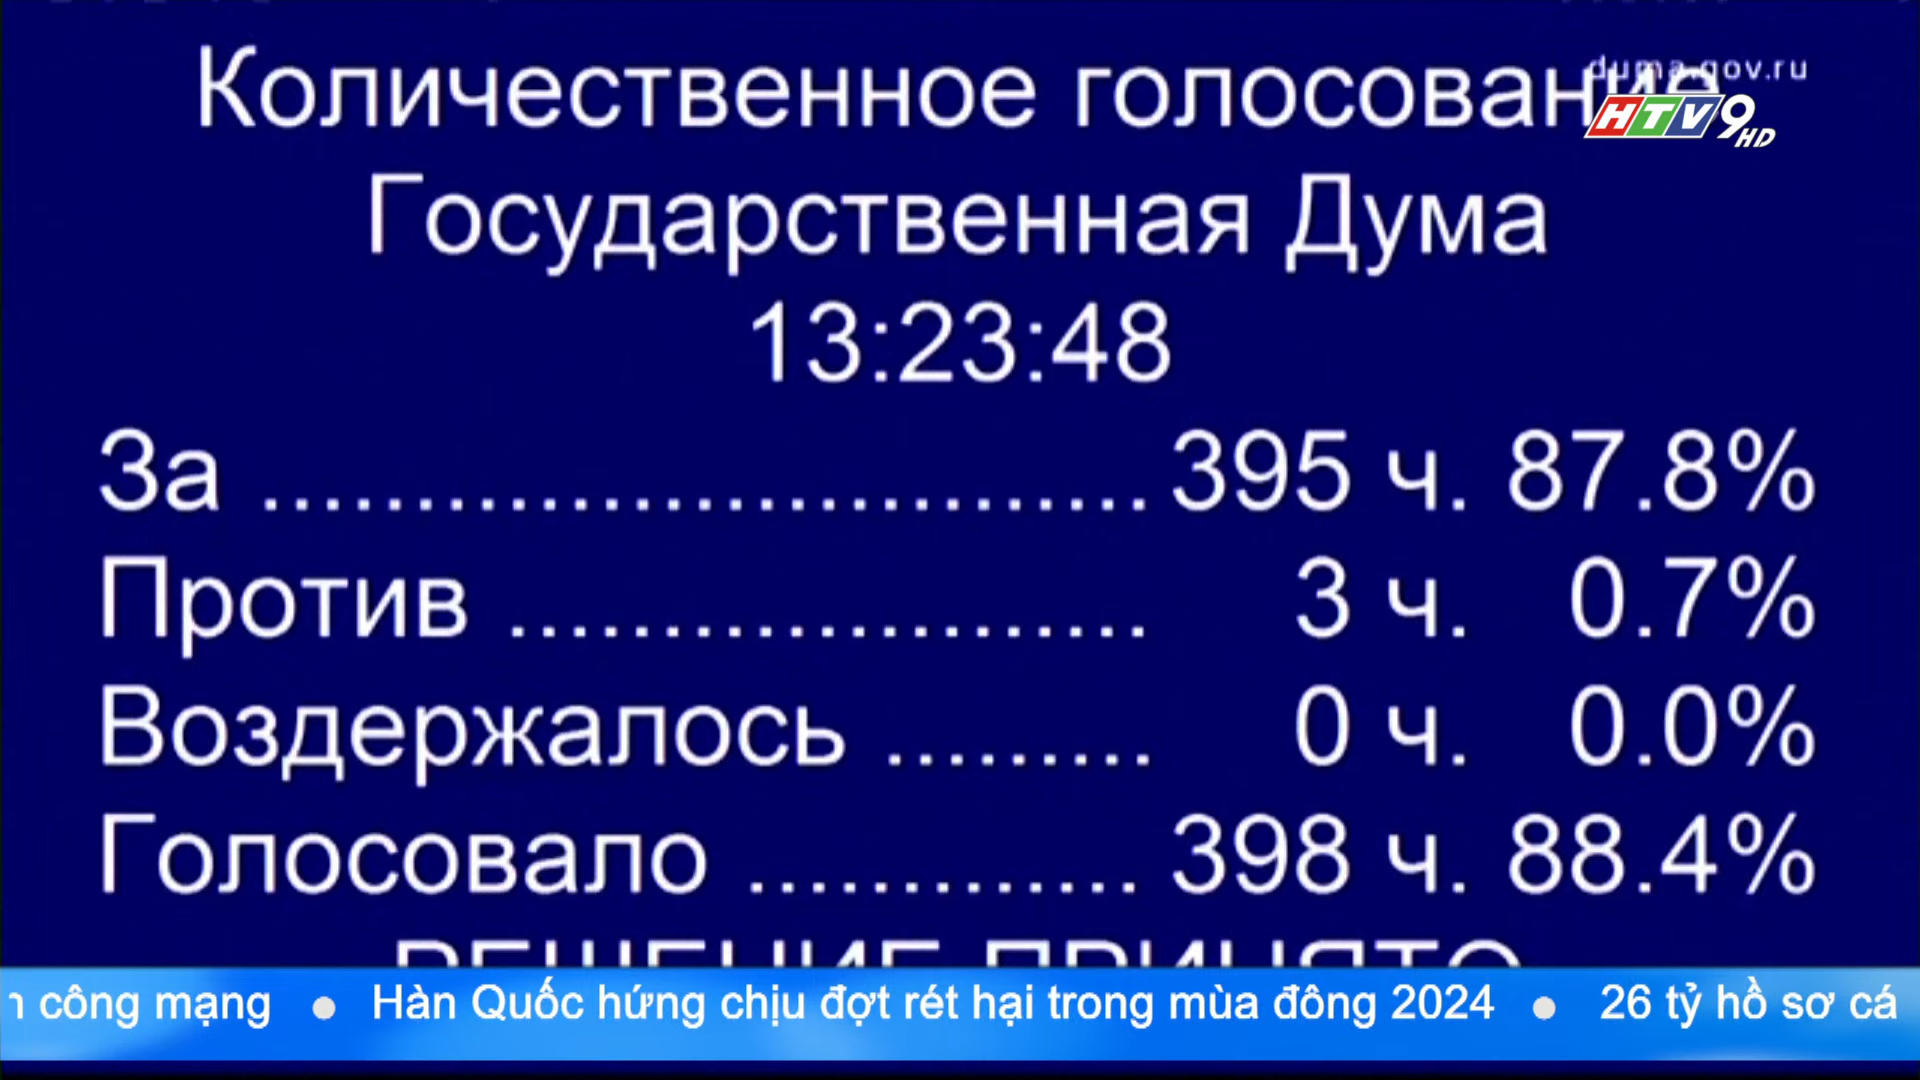 duma.gov.ru
Количественное голосование
HTV9 HD
Государственная Дума
13:23:48
За ............................. 395 ч. 87.8%
Против ..................... 3 ч. 0.7%
Воздержалось ......... 0 ч. 0.0%
Голосовало ............. 398 ч. 88.4%
РЕШЕНИЕ ПРИНЯТО
công mạng ● Hàn Quốc hứng chịu đợt rét hại trong mùa đông 2024 ● 26 tỷ hồ sơ cá